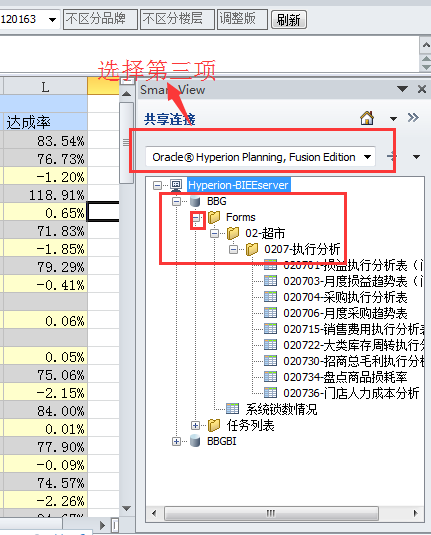 120163 不区分品牌 不区分楼层 调整版 刷新
L
选择第三项
Smart View
达成率
共享连接
83.54%
76.73%
-1.20%
118.91%
0.65%
71.83%
-1.85%
79.29%
-0.41%
0.06%
0.05%
75.06%
-2.15%
84.00%
0.01%
77.90%
-0.09%
74.57%
-2.26%
Oracle® Hyperion Planning, Fusion Edition
Hyperion-BIEEserver
BBG
Forms
02-超市
0207-执行分析
020701-损益执行分析表（门
020703-月度损益趋势表（门
020704-采购执行分析表
020706-月度采购趋势表
020715-销售费用执行分析表
020722-大类库存周转执行分
020730-招商总毛利执行分析
020734-盘点商品损耗率
020736-门店人力成本分析
系统锁数情况
任务列表
BBGBI